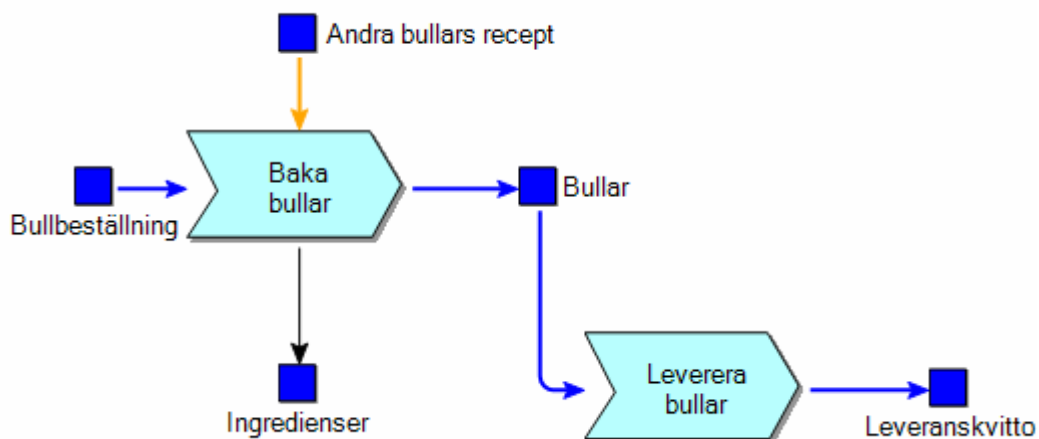 Andra bullars recept
Baka
bullar
Bullar
Bullbeställning
Leverera
bullar
Ingredienser
Leveranskvitto